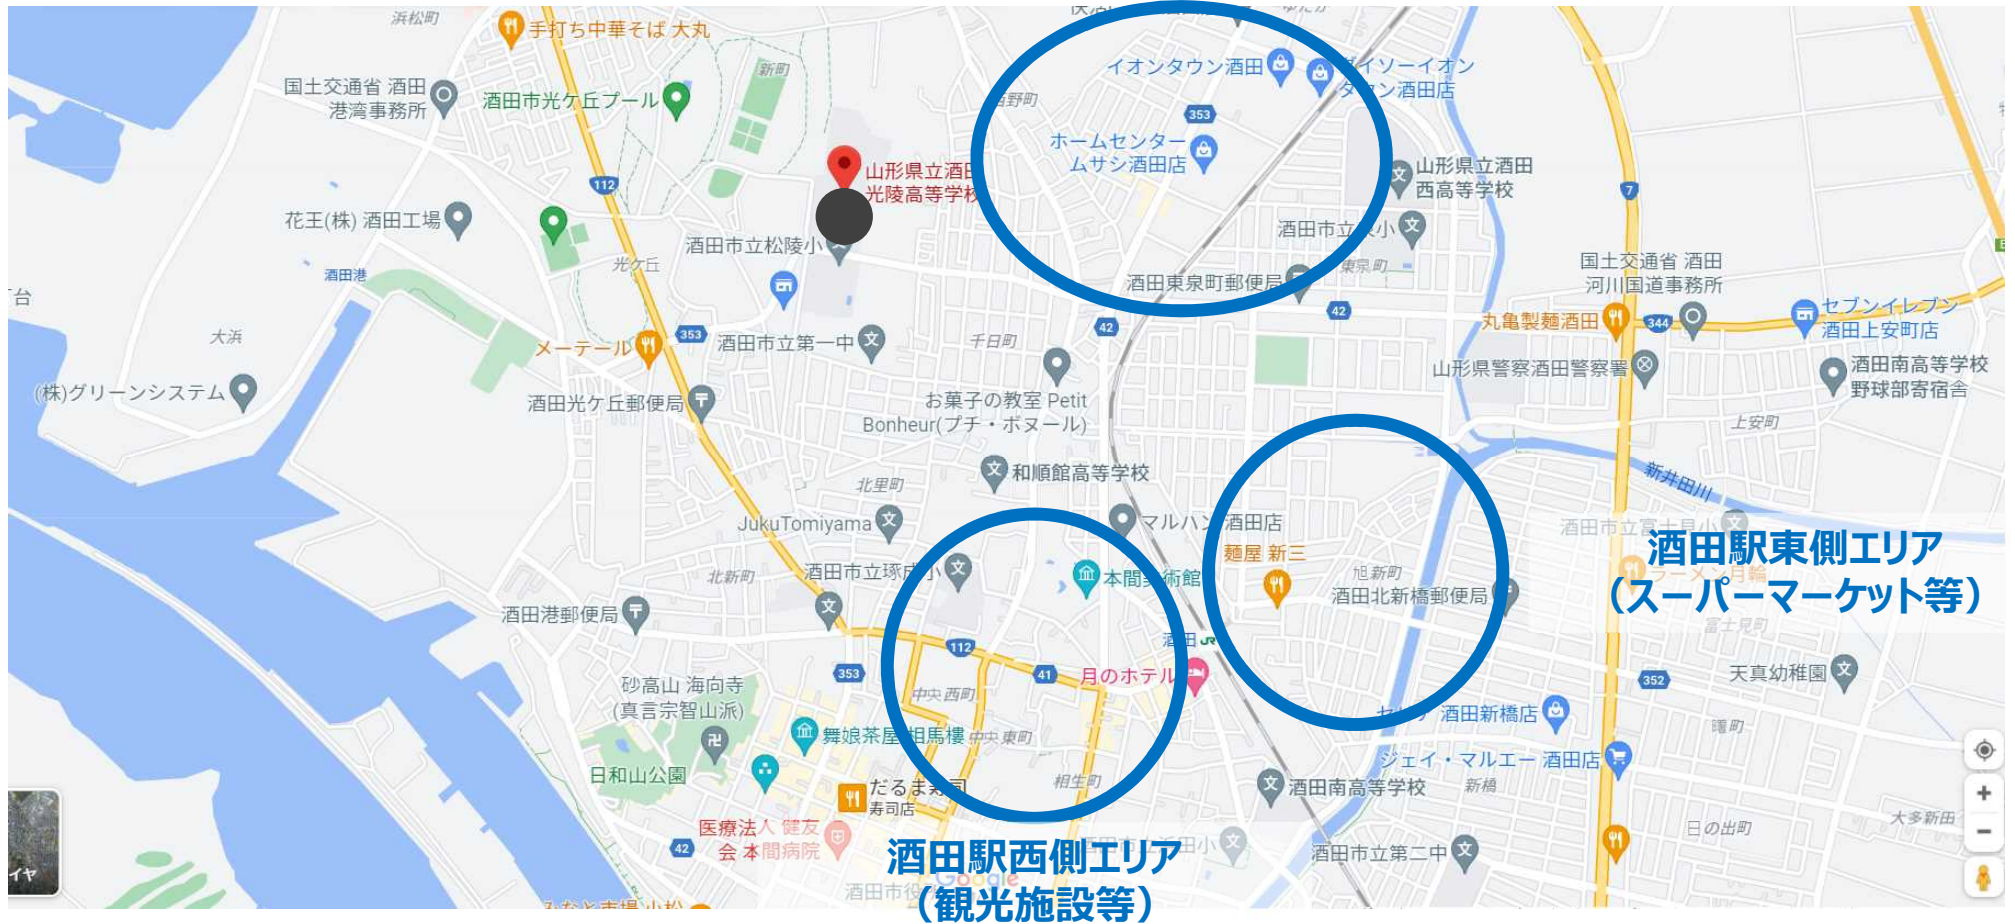 浜松町
手打ち中華そば 大丸
国土交通省 酒田
港湾事務所
酒田市光ケ丘プール
新町
イオンタウン酒田
タウン酒田店
353
ホームセンター
ムサシ酒田店
山形県立酒田
光陵高等学校
山形県立酒田
西高等学校
112
7
花王(株) 酒田工場
酒田市立松陵小
光ケ丘
酒田港
酒田東泉町郵便局
東泉町
国土交通省 酒田
河川国道事務所
台
大浜
メーテール
353
酒田市立第一中
千日町
42
42
丸亀製麺酒田
344
セブンイレブン
酒田上安町店
山形県警察酒田警察署
酒田南高等学校
野球部寄宿舎
(株)グリーンシステム
酒田光ケ丘郵便局
お菓子の教室 Petit
Bonheur(プチ・ボヌール)
上安町
和順館高等学校
北里町
新井田川
JukuTomiyama
マルハン 酒田店
酒田市立富士見小
麺屋 新三
旭新町
酒田北新橋郵便局
酒田駅東側エリア
(スーパーマーケット等)
ラーメン月輪
富士見町
北新町
酒田市立琢成小
本間美術館
酒田港郵便局
酒田
112
41
353
月のホテル
352
天真幼稚園
砂高山 海向寺
(真言宗智山派)
中央西町
酒田新橋店
曙町
舞娘茶屋 相馬樓
中央東町
ジェイ・マルエー 酒田店
日和山公園
だるま寿司
寿司店
相生町
酒田南高等学校
新橋
医療法人 健友
会 本間病院
42
日の出町
大多新田
酒田市立第二中
酒田駅西側エリア
(観光施設等)
Google
イヤ